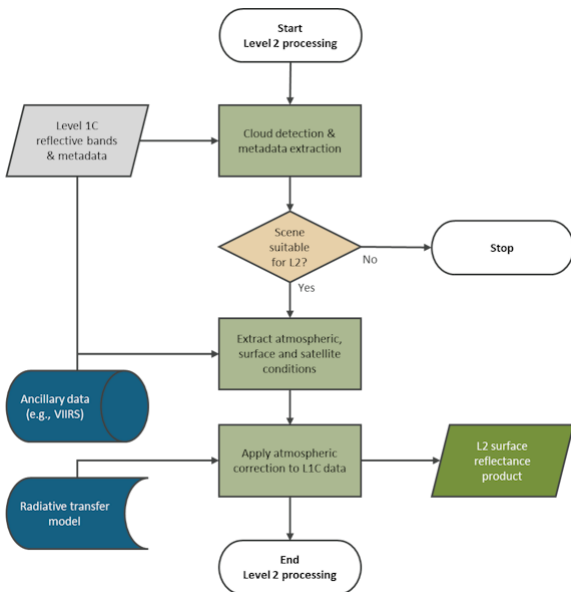 Start
Level 2 processing
Level 1C
reflective bands
& metadata
Cloud detection &
metadata extraction
Scene
suitable
for L2?
No
Stop
Yes
Extract atmospheric,
surface and satellite
conditions
Ancillary data
(e.g., VIIRS)
Apply atmospheric
correction to L1C data
L2 surface
reflectance
product
Radiative transfer
model
End
Level 2 processing